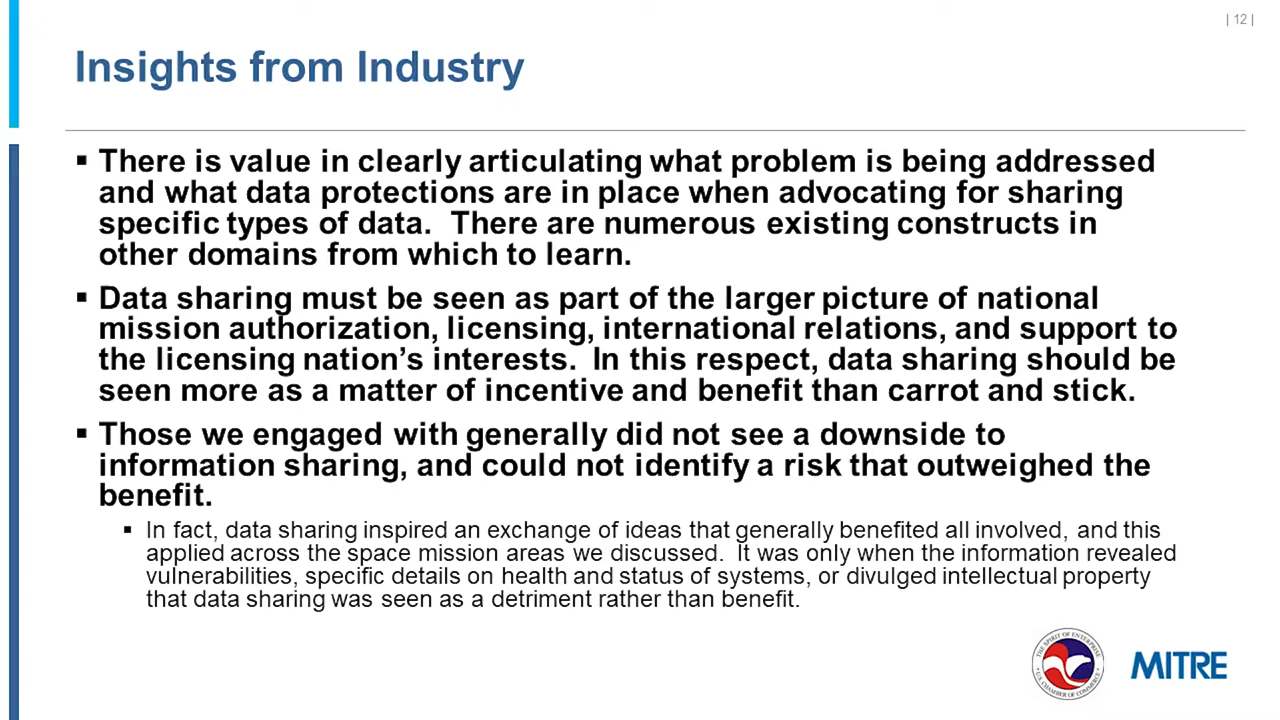 | 12 |
Insights from Industry
▪ There is value in clearly articulating what problem is being addressed
and what data protections are in place when advocating for sharing
specific types of data.  There are numerous existing constructs in
other domains from which to learn.
▪ Data sharing must be seen as part of the larger picture of national
mission authorization, licensing, international relations, and support to
the licensing nation’s interests.  In this respect, data sharing should be
seen more as a matter of incentive and benefit than carrot and stick.
▪ Those we engaged with generally did not see a downside to
information sharing, and could not identify a risk that outweighed the
benefit.
▪ In fact, data sharing inspired an exchange of ideas that generally benefited all involved, and this
applied across the space mission areas we discussed.  It was only when the information revealed
vulnerabilities, specific details on health and status of systems, or divulged intellectual property
that data sharing was seen as a detriment rather than benefit.
THE SPIRIT OF ENTERPRISE
U.S. CHAMBER OF COMMERCE
MITRE